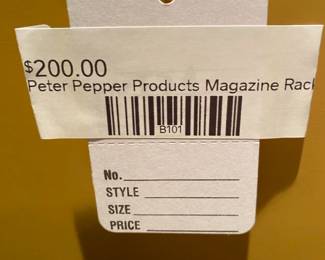 $200.00
Peter Pepper Products Magazine Rack
B101
No.
STYLE
SIZE
PRICE